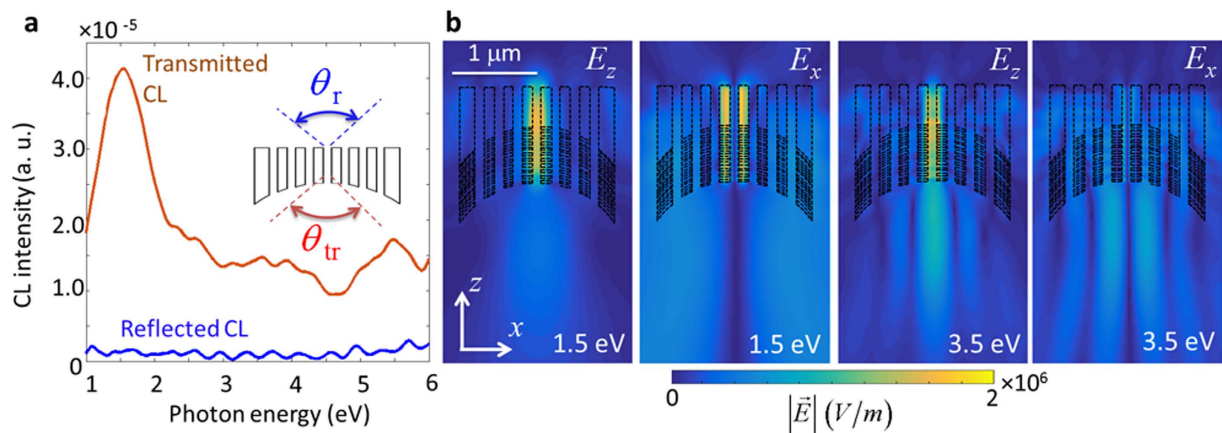 a
×10 -5
4.0
3.0
2.0
1.0
0
1 2 3 4 5 6
CL intensity (a. u.)
Photon energy (eV)
Transmitted
CL
θr
θtr
Reflected CL
b
1 μm
Ez
Ex
Ez
Ex
z
x
1.5 eV
1.5 eV
3.5 eV
3.5 eV
×10⁶
0 2
|E⃗| (V/m)